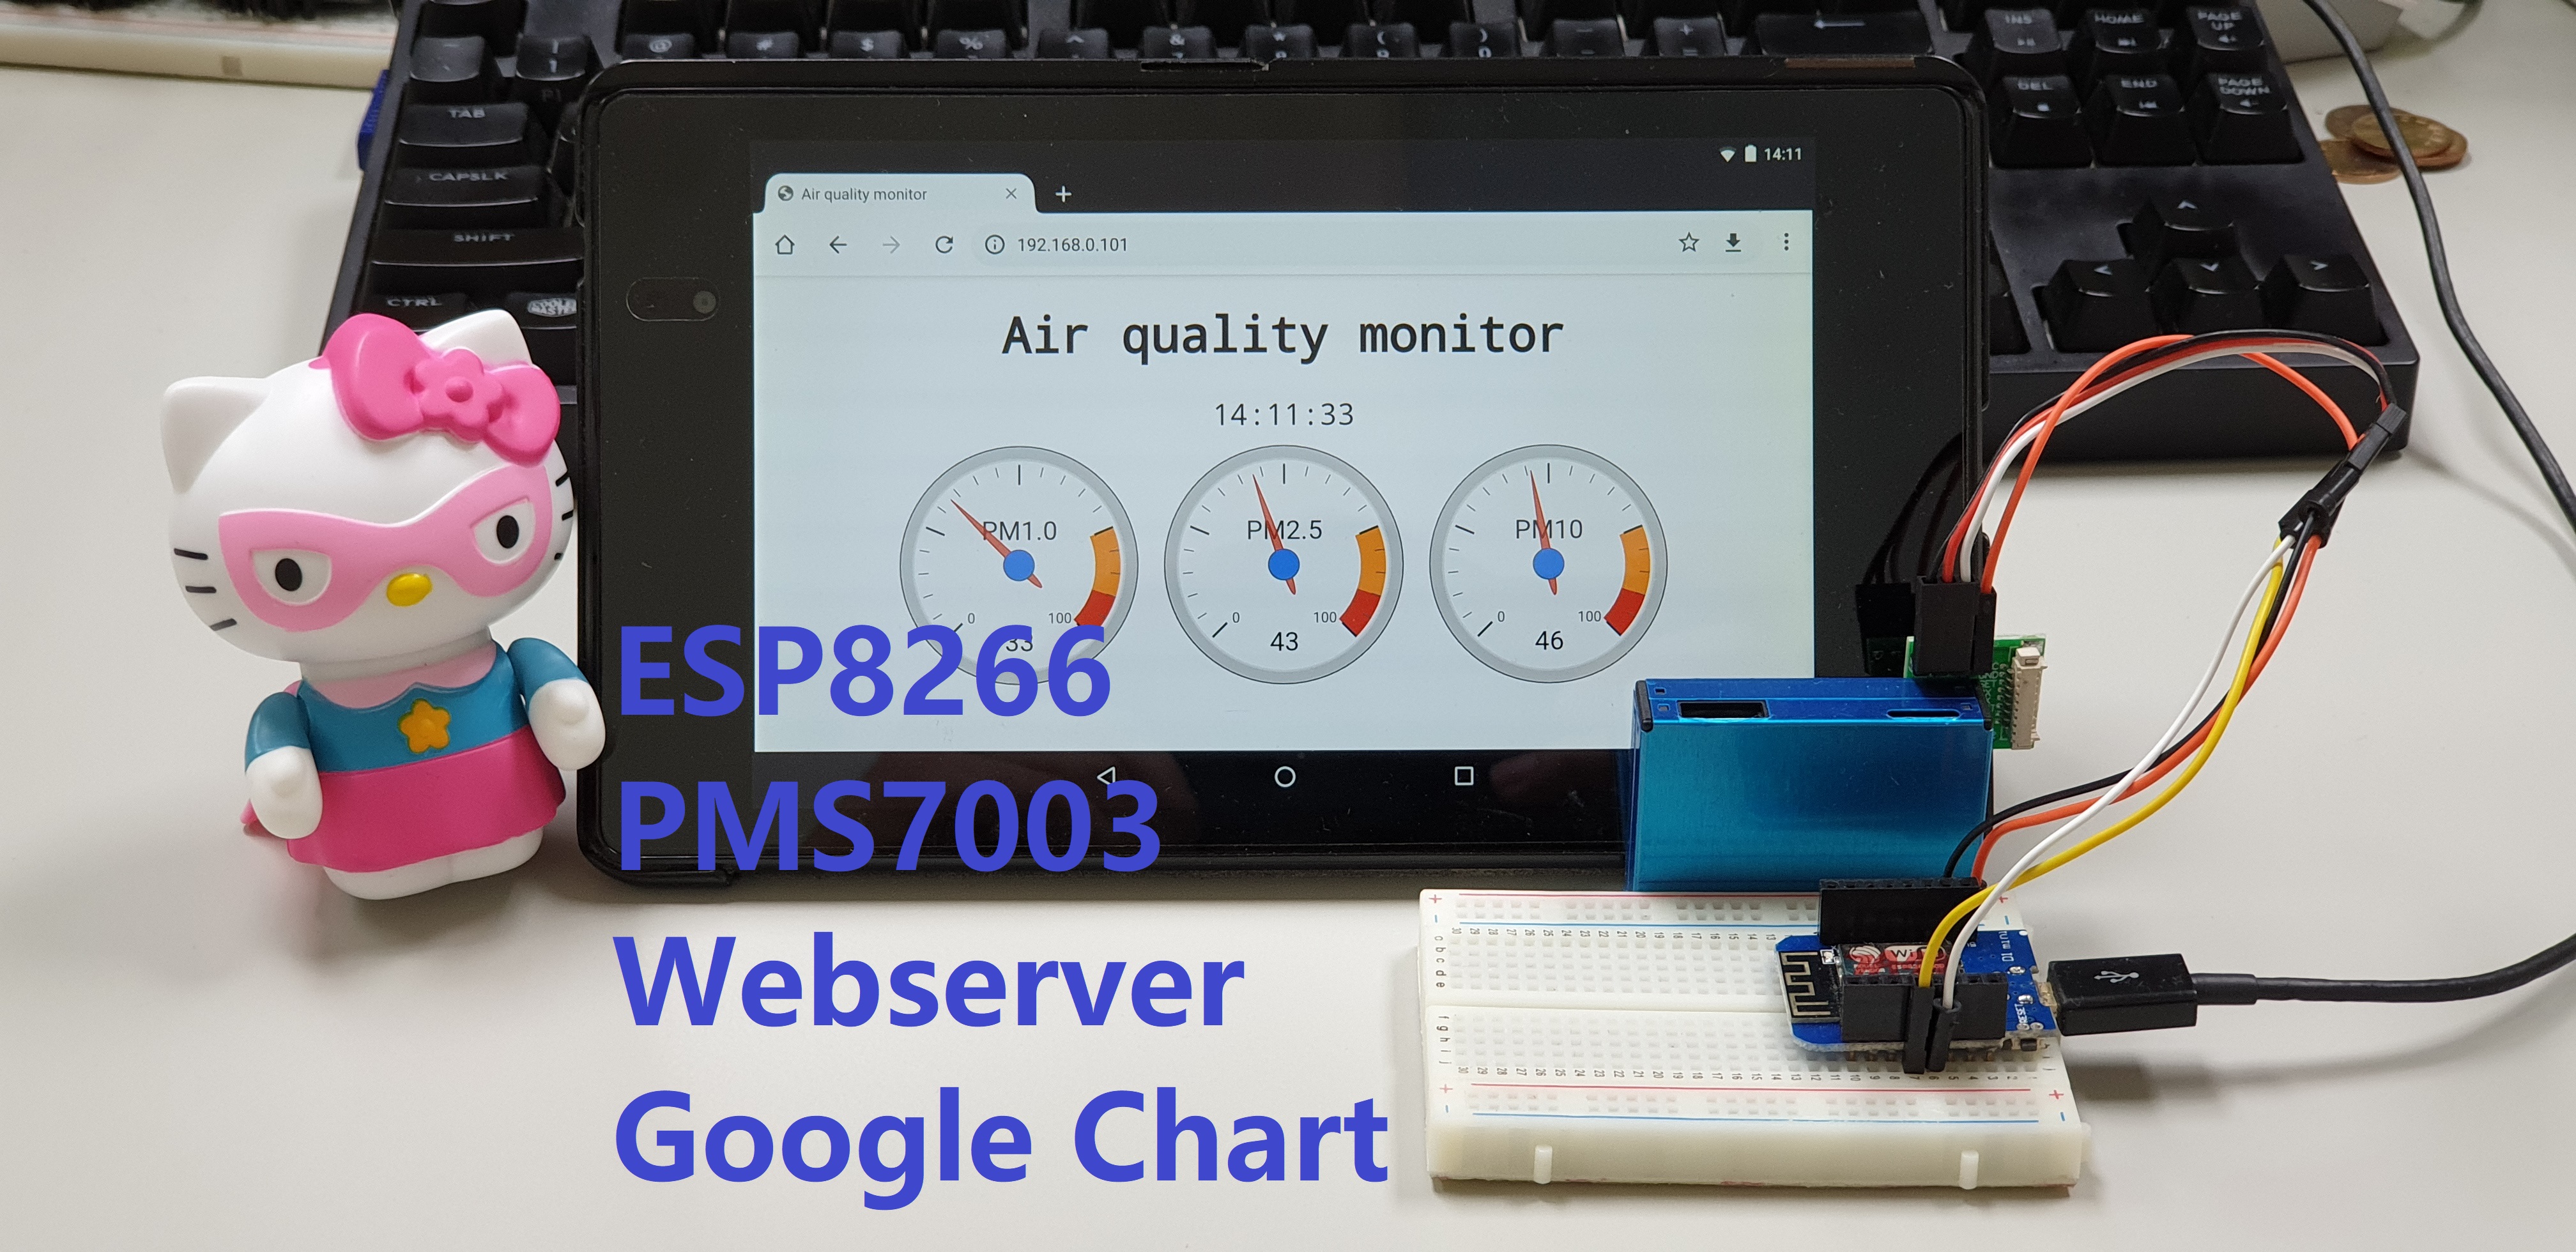 INS
HOME
PAGE UP
DEL
END
PAGE DOWN
TAB
CAPSLK
SHIFT
CTRL
@ # $ % ^ & * ( ) - +
14:11
Air quality monitor
192.168.0.101
Air quality monitor
14:11:33
PM1.0 PM2.5 PM10
0 100 0 100 0 100
33 43 46
ESP8266
PMS7003
Webserver
Google Chart
WiFi